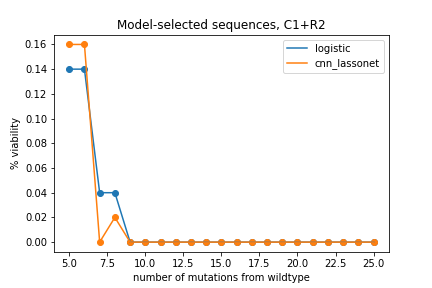 Model-selected sequences, C1+R2
logistic
cnn_lassonet
% viability
0.16
0.14
0.12
0.10
0.08
0.06
0.04
0.02
0.00
5.0 7.5 10.0 12.5 15.0 17.5 20.0 22.5 25.0
number of mutations from wildtype